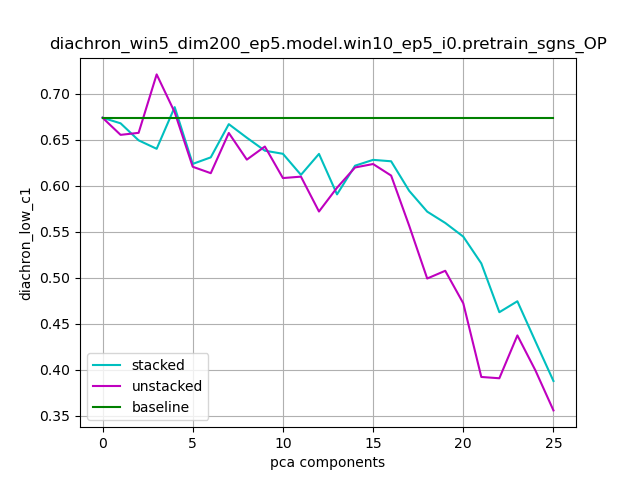 diachron_win5_dim200_ep5.model.win10_ep5_i0.pretrain_sgns_OP
0.70
0.65
0.60
0.55
0.50
0.45
0.40
0.35
diachron_low_c1
stacked
unstacked
baseline
0 5 10 15 20 25
pca components